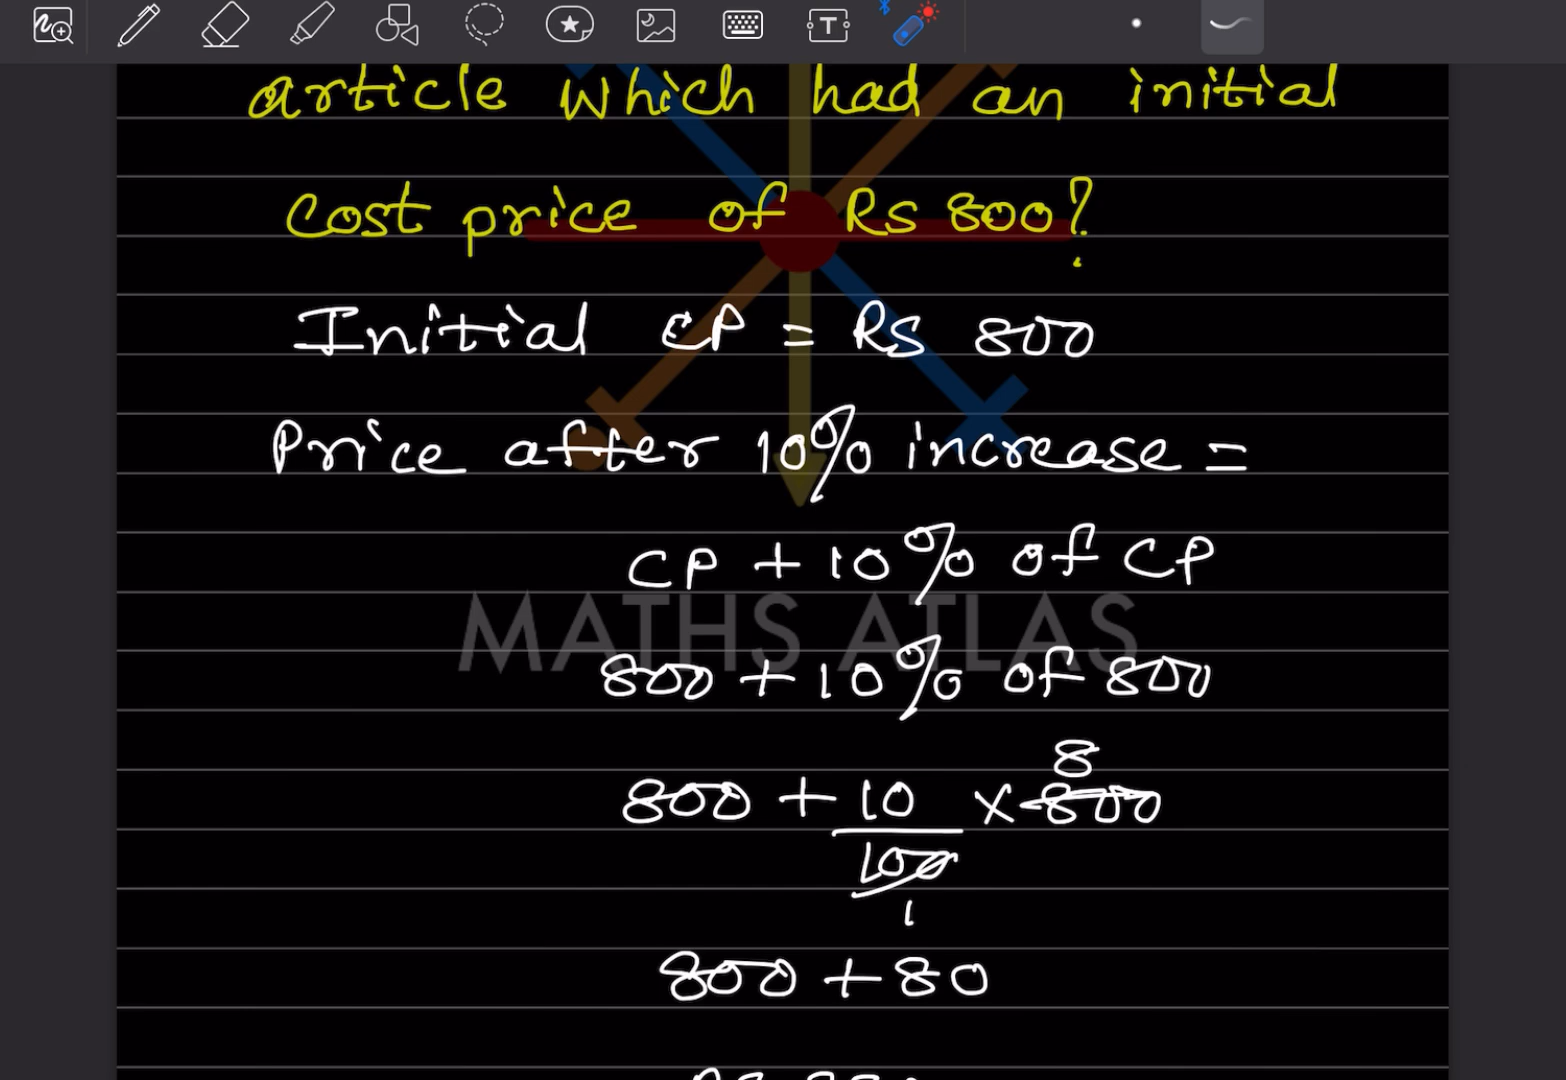 article which had an initial
cost price of Rs 800?
Initial CP = Rs 800
Price after 10% increase =
CP + 10% of CP
MATHS ATLAS
800 + 10% of 800
8
800 + 10 × 800
100
1
800 + 80